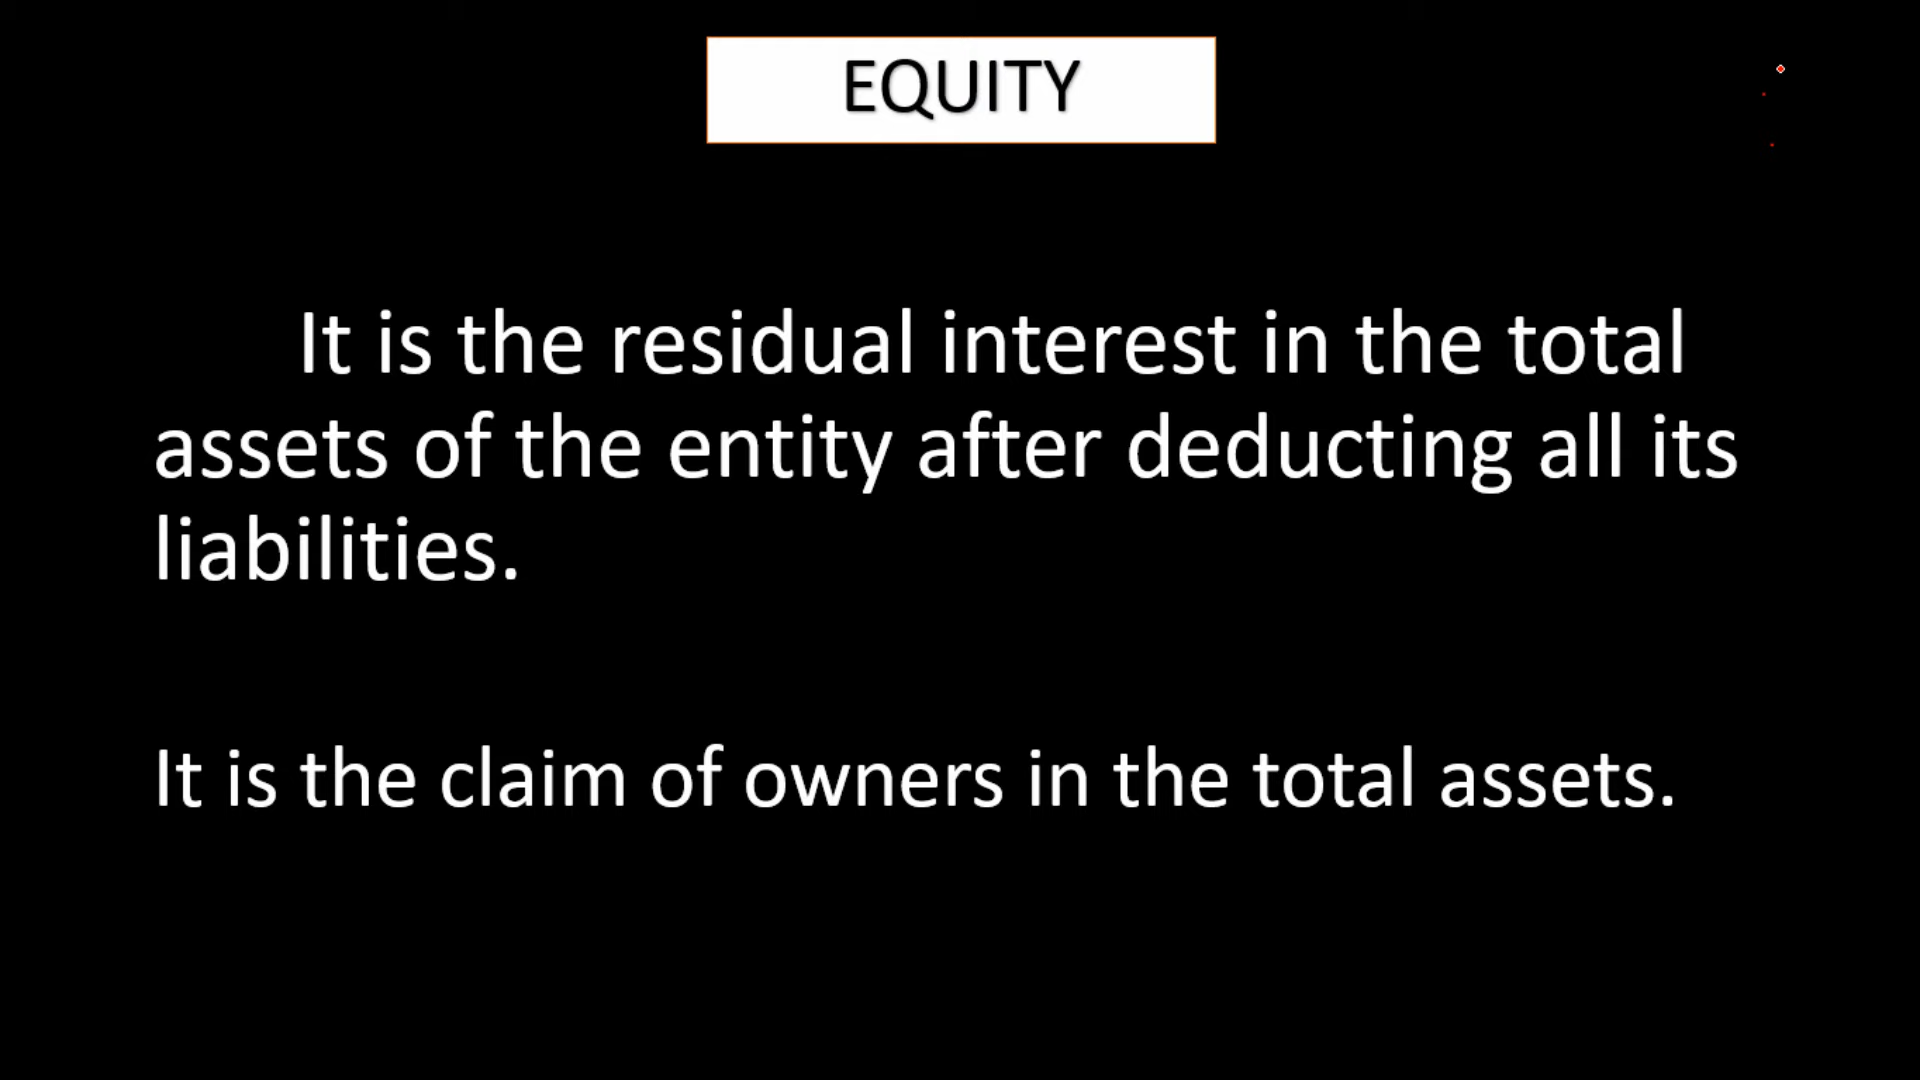 EQUITY
It is the residual interest in the total
assets of the entity after deducting all its
liabilities.
It is the claim of owners in the total assets.